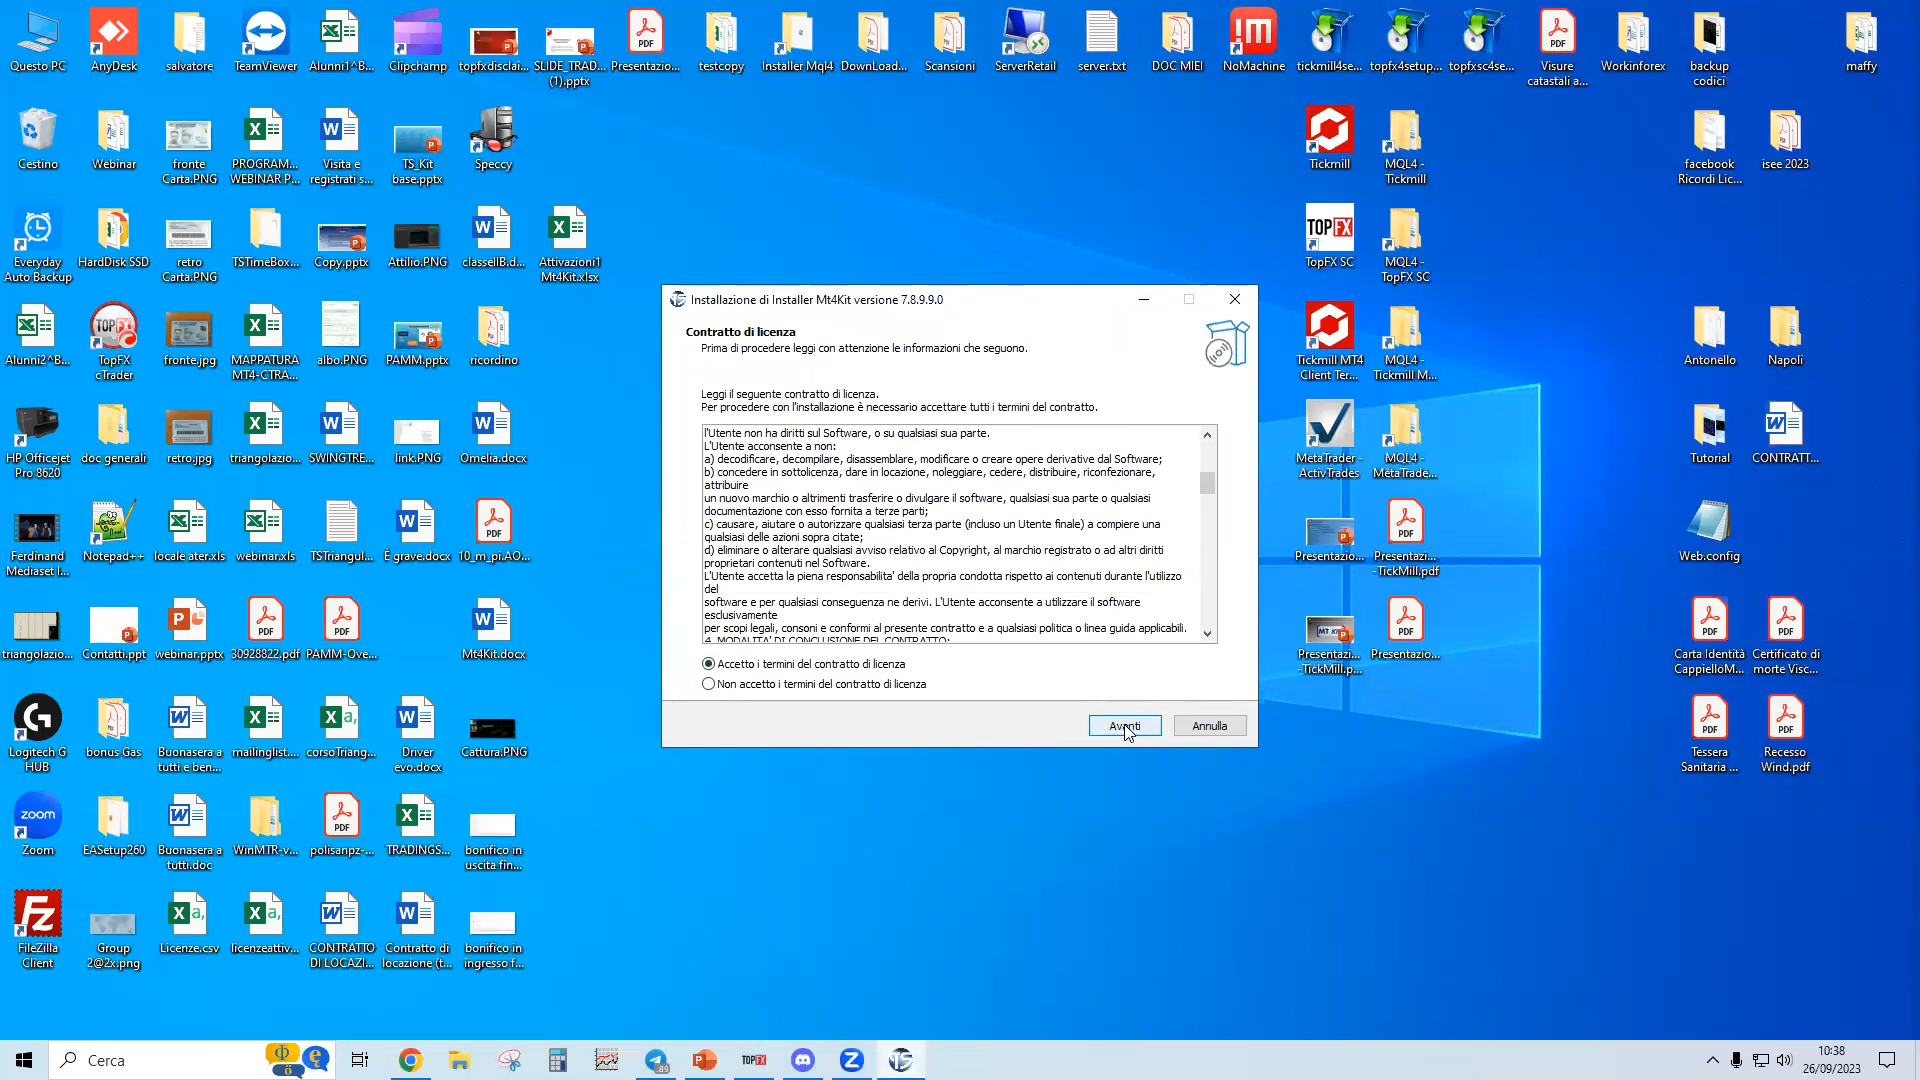 Questo PC
AnyDesk
salvatore
TeamViewer
Alunni1^B...
Clipchamp
topfxdisclai...
SLIDE_TRAD... (1).pptx
Presentazio...
testcopy
Installer Mql4
DownLoad...
Scansioni
ServerRetail
server.txt
DOC MIEI
NoMachine
tickmill4se...
topfx4setup...
topfxsc4se...
Visure catastali a...
Workinforex
backup codici
maffy
Cestino
Webinar
fronte Carta.PNG
PROGRAM... WEBINAR P...
Visita e registrati s...
TS_Kit base.pptx
Speccy
Tickmill
MQL4 - Tickmill
facebook Ricordi Lic...
isee 2023
Everyday Auto Backup
HardDisk SSD
retro Carta.PNG
TSTimeBox...
Copy.pptx
Attilio.PNG
classeIIB.d...
Attivazioni1 Mt4Kit.xlsx
TOPFX
TopFX SC
MQL4 - TopFX SC
Alunni2^B...
TopFX cTrader
fronte.jpg
MAPPATURA MT4-CTRA...
albo.PNG
PAMM.pptx
ricordino
Tickmill MT4 Client Ter...
MQL4 - Tickmill M...
Antonello
Napoli
HP Officejet Pro 8620
doc generali
retro.jpg
triangolazio...
SWINGTRE...
link.PNG
Omelia.docx
MetaTrader - ActivTrades
MQL4 - MetaTrade...
Tutorial
CONTRATT...
Ferdinand Mediaset I...
Notepad++
locale ater.xls
webinar.xls
TSTriangul...
È grave.docx
10_m_pi.AO...
Presentazio...
Presentazi... -TickMill.pdf
Web.config
triangolazio...
Contatti.ppt
webinar.pptx
30928822.pdf
PAMM-Ove...
Mt4Kit.docx
Presentazi... -TickMill.p...
Presentazio...
Carta Identità CappielloM...
Certificato di morte Visc...
Logitech G HUB
bonus Gas
Buonasera a tutti e ben...
mailinglist....
corsoTriang...
Driver evo.docx
Cattura.PNG
Tessera Sanitaria ...
Recesso Wind.pdf
zoom
Zoom
EASetup260
Buonasera a tutti.doc
WinMTR-v...
polisanpz-...
TRADINGS...
bonifico in uscita fin...
FileZilla Client
Group 2@2x.png
Licenze.csv
licenzeattiv...
CONTRATTO DI LOCAZI...
Contratto di locazione (t...
bonifico in ingresso f...
Installazione di Installer Mt4Kit versione 7.8.9.9.0
Contratto di licenza
Prima di procedere leggi con attenzione le informazioni che seguono.
Leggi il seguente contratto di licenza.
Per procedere con l'installazione è necessario accettare tutti i termini del contratto.
l'Utente non ha diritti sul Software, o su qualsiasi sua parte.
L'Utente acconsente a non:
a) decodificare, decompilare, disassemblare, modificare o creare opere derivative dal Software;
b) concedere in sottolicenza, dare in locazione, noleggiare, cedere, distribuire, riconfezionare,
attribuire
un nuovo marchio o altrimenti trasferire o divulgare il software, qualsiasi sua parte o qualsiasi
documentazione con esso fornita a terze parti;
c) causare, aiutare o autorizzare qualsiasi terza parte (incluso un Utente finale) a compiere una
qualsiasi delle azioni sopra citate;
d) eliminare o alterare qualsiasi avviso relativo al Copyright, al marchio registrato o ad altri diritti
proprietari contenuti nel Software.
L'Utente accetta la piena responsabilita' della propria condotta rispetto ai contenuti durante l'utilizzo
del
software e per qualsiasi conseguenza ne derivi. L'Utente acconsente a utilizzare il software
esclusivamente
per scopi legali, consoni e conformi al presente contratto e a qualsiasi politica o linea guida applicabili.
4. MODALITA' DI CONCLUSIONE DEL CONTRATTO:
Accetto i termini del contratto di licenza
Non accetto i termini del contratto di licenza
Avanti
Annulla
Cerca
89
TOPFX
10:38
26/09/2023